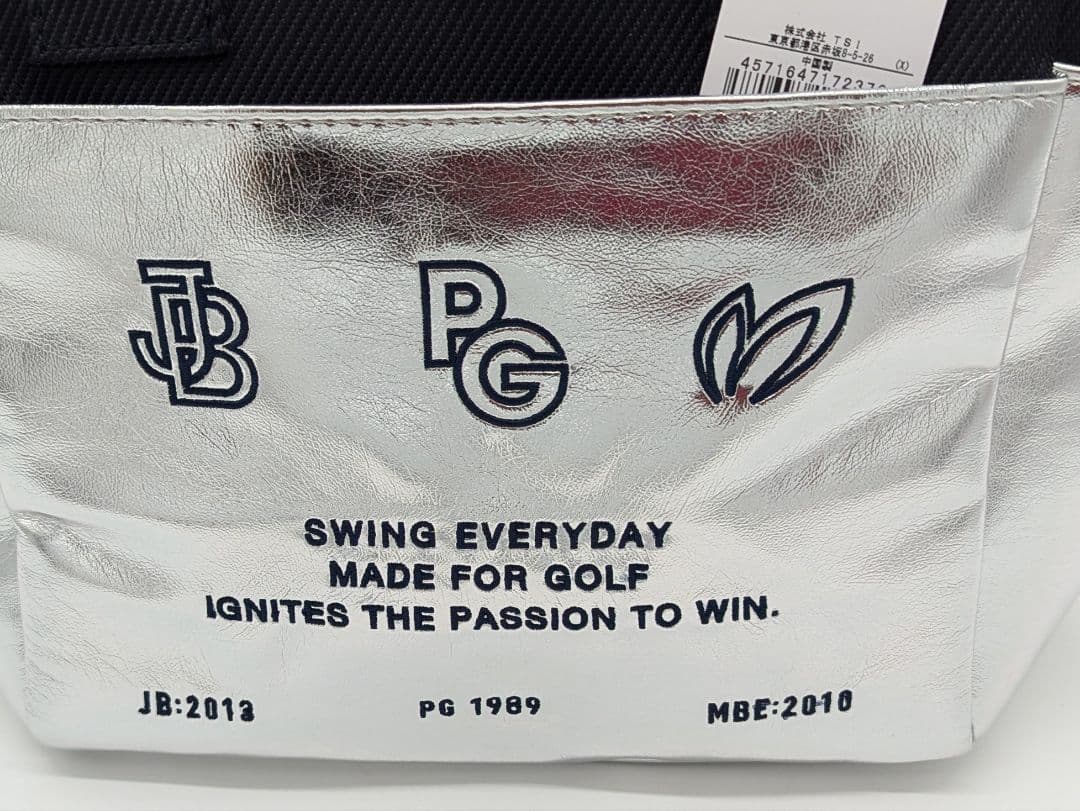 株式会社 TSI
東京都港区赤坂8-5-26 (X)
中国製
457164717237
JB
PG
SWING EVERYDAY
MADE FOR GOLF
IGNITES THE PASSION TO WIN.
JB:2013 PG 1989 MBE:2010